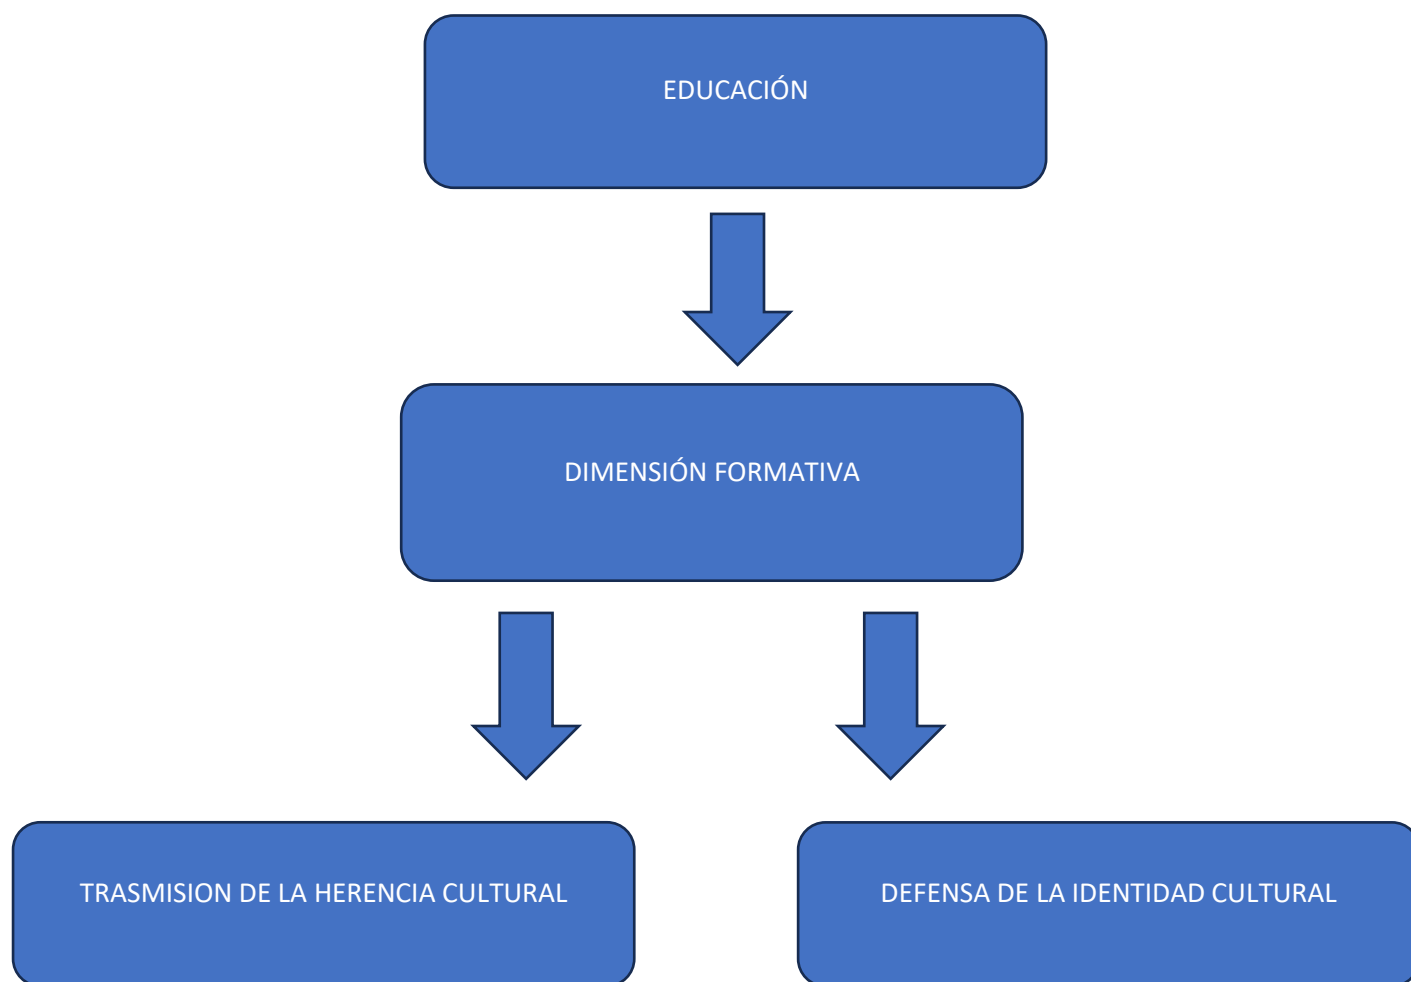 EDUCACIÓN
DIMENSIÓN FORMATIVA
TRASMISION DE LA HERENCIA CULTURAL
DEFENSA DE LA IDENTIDAD CULTURAL